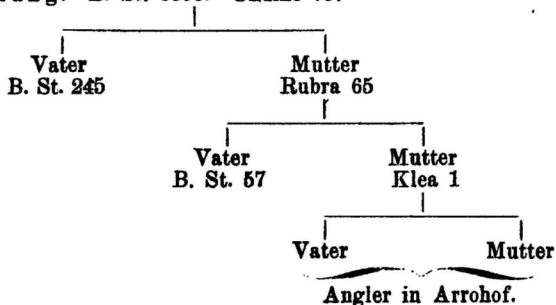 Vater Mutter
B. St. 245 Rubra 65
Vater Mutter
B. St. 57 Klea 1
Vater Mutter
Angler in Arrohof.